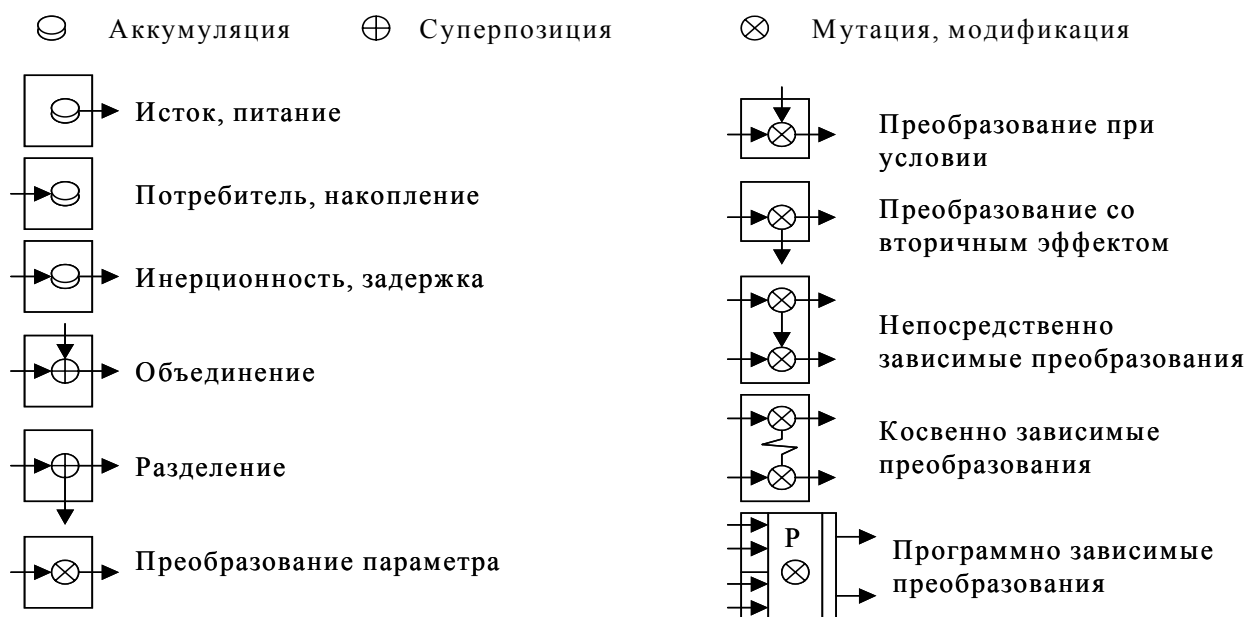 Аккумуляция
Суперпозиция
Мутация, модификация
Исток, питание
Потребитель, накопление
Инерционность, задержка
Объединение
Разделение
Преобразование параметра
Преобразование при
условии
Преобразование со
вторичным эффектом
Непосредственно
зависимые преобразования
Косвенно зависимые
преобразования
P
Программно зависимые
преобразования